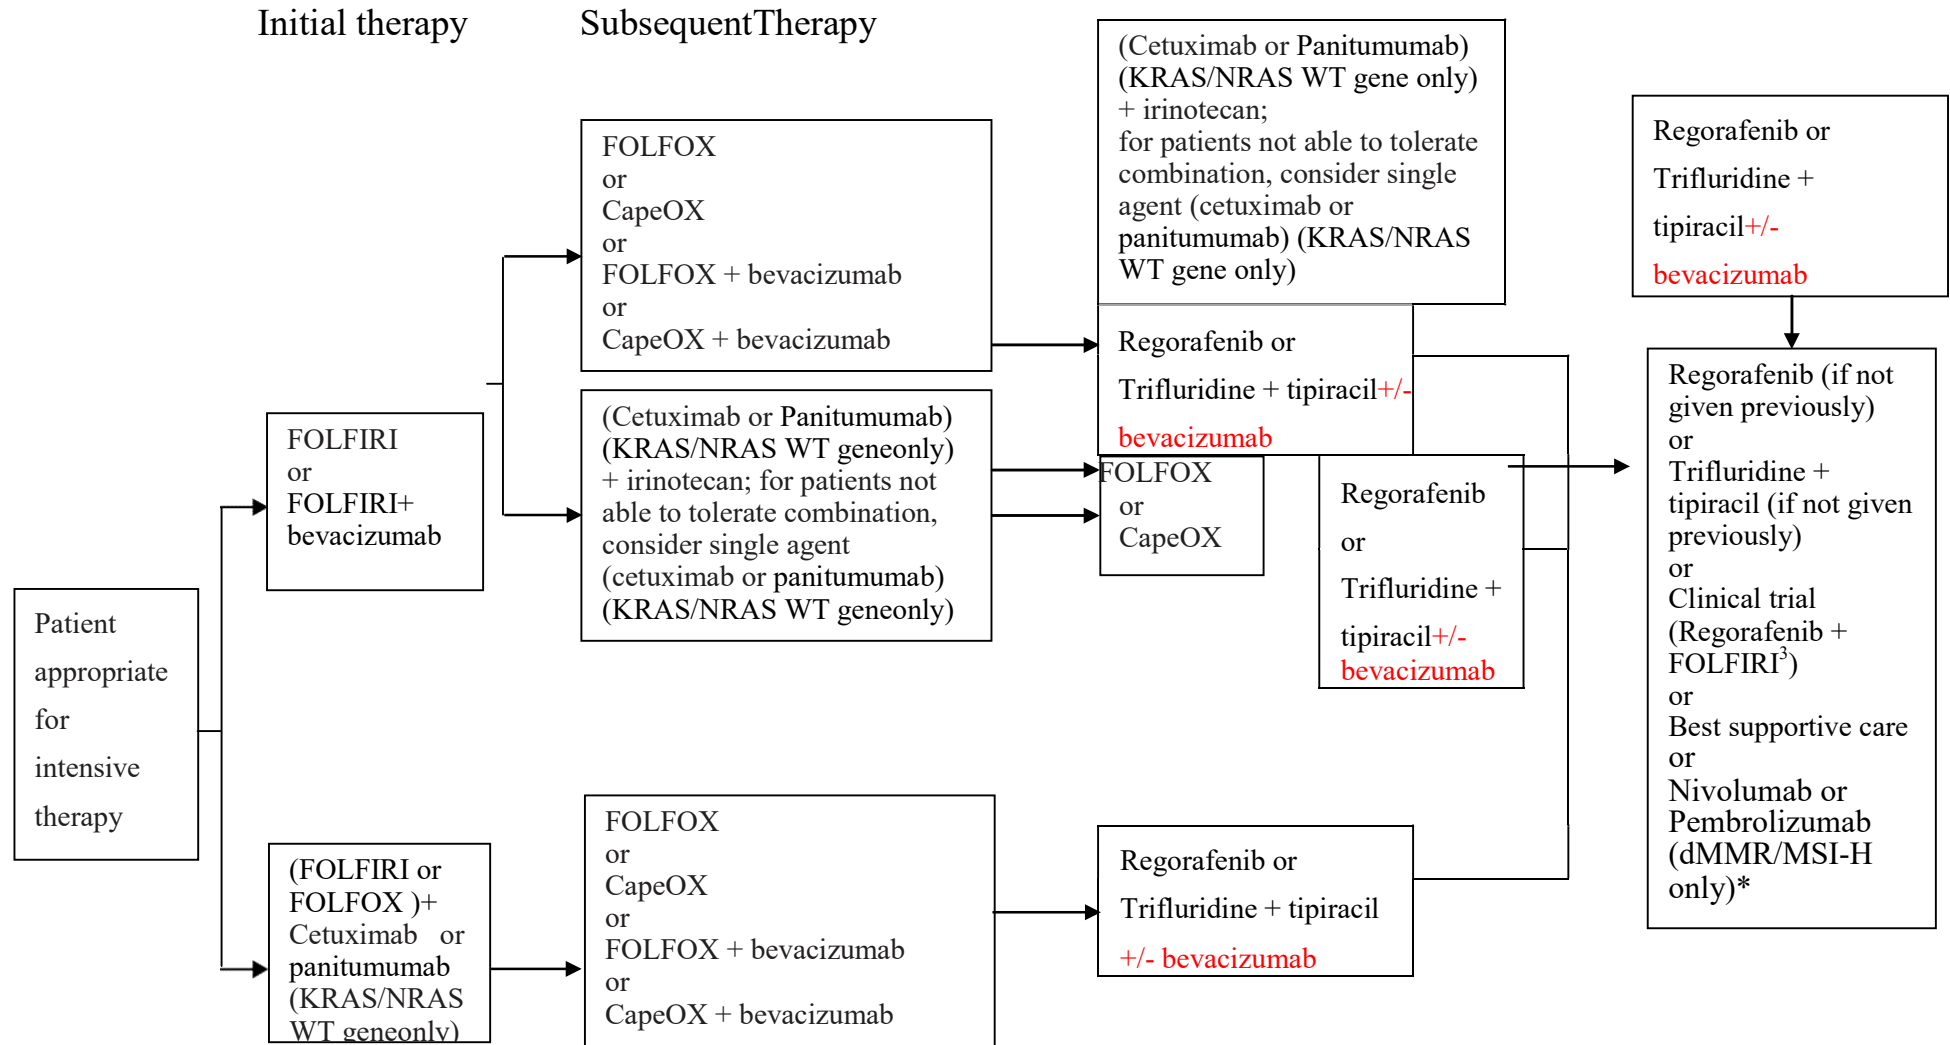 Initial therapy
SubsequentTherapy
Patient
appropriate
for
intensive
therapy
FOLFIRI
or
FOLFIRI+
bevacizumab
(FOLFIRI or
FOLFOX )+
Cetuximab or
panitumumab
(KRAS/NRAS
WT geneonly)
FOLFOX
or
CapeOX
or
FOLFOX + bevacizumab
or
CapeOX + bevacizumab
(Cetuximab or Panitumumab)
(KRAS/NRAS WT geneonly)
+ irinotecan; for patients not
able to tolerate combination,
consider single agent
(cetuximab or panitumumab)
(KRAS/NRAS WT geneonly)
FOLFOX
or
CapeOX
or
FOLFOX + bevacizumab
or
CapeOX + bevacizumab
(Cetuximab or Panitumumab)
(KRAS/NRAS WT gene only)
+ irinotecan;
for patients not able to tolerate
combination, consider single
agent (cetuximab or
panitumumab) (KRAS/NRAS
WT gene only)
Regorafenib or
Trifluridine + tipiracil+/-
bevacizumab
FOLFOX
or
CapeOX
Regorafenib
or
Trifluridine +
tipiracil+/-
bevacizumab
Regorafenib or
Trifluridine + tipiracil
+/- bevacizumab
Regorafenib or
Trifluridine +
tipiracil+/-
bevacizumab
Regorafenib (if not
given previously)
or
Trifluridine +
tipiracil (if not given
previously)
or
Clinical trial
(Regorafenib +
FOLFIRI³)
or
Best supportive care
or
Nivolumab or
Pembrolizumab
(dMMR/MSI-H
only)*